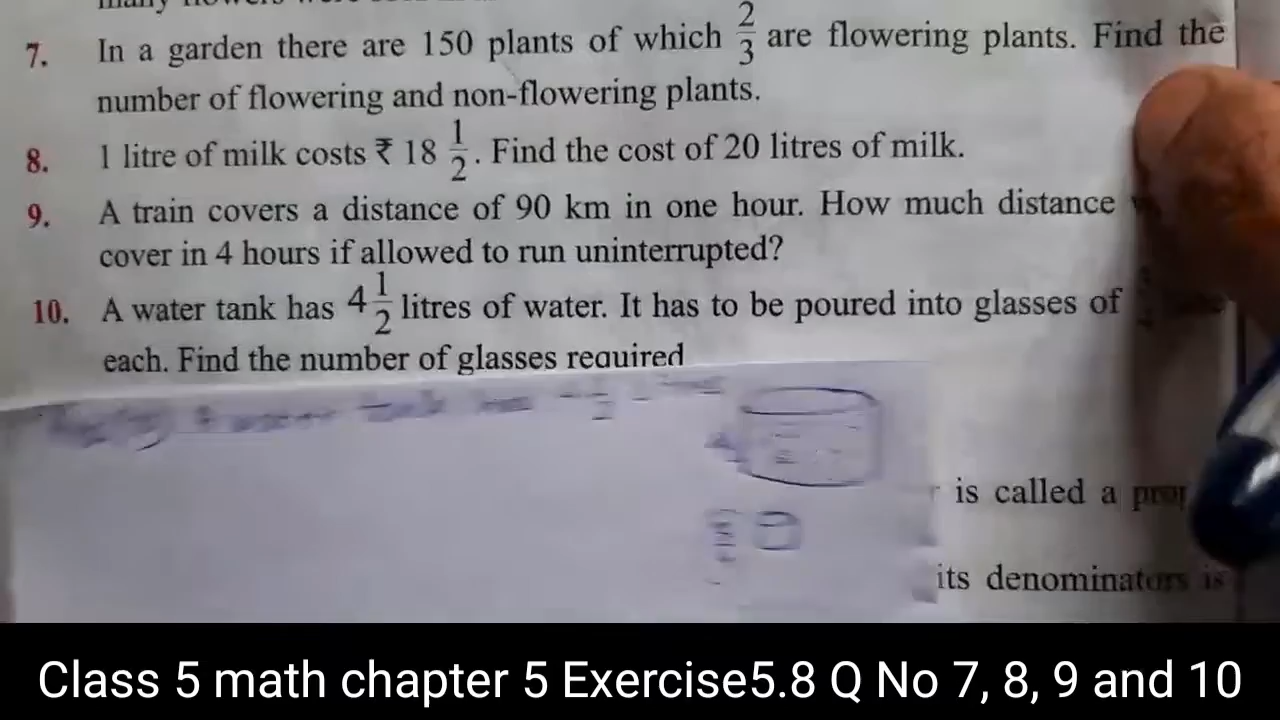 7. In a garden there are 150 plants of which 2/3 are flowering plants. Find the
number of flowering and non-flowering plants.
8. 1 litre of milk costs ₹ 18 1/2. Find the cost of 20 litres of milk.
9. A train covers a distance of 90 km in one hour. How much distance
cover in 4 hours if allowed to run uninterrupted?
10. A water tank has 4 1/2 litres of water. It has to be poured into glasses of
each. Find the number of glasses required
is called a
its denominators is
Class 5 math chapter 5 Exercise5.8 Q No 7, 8, 9 and 10